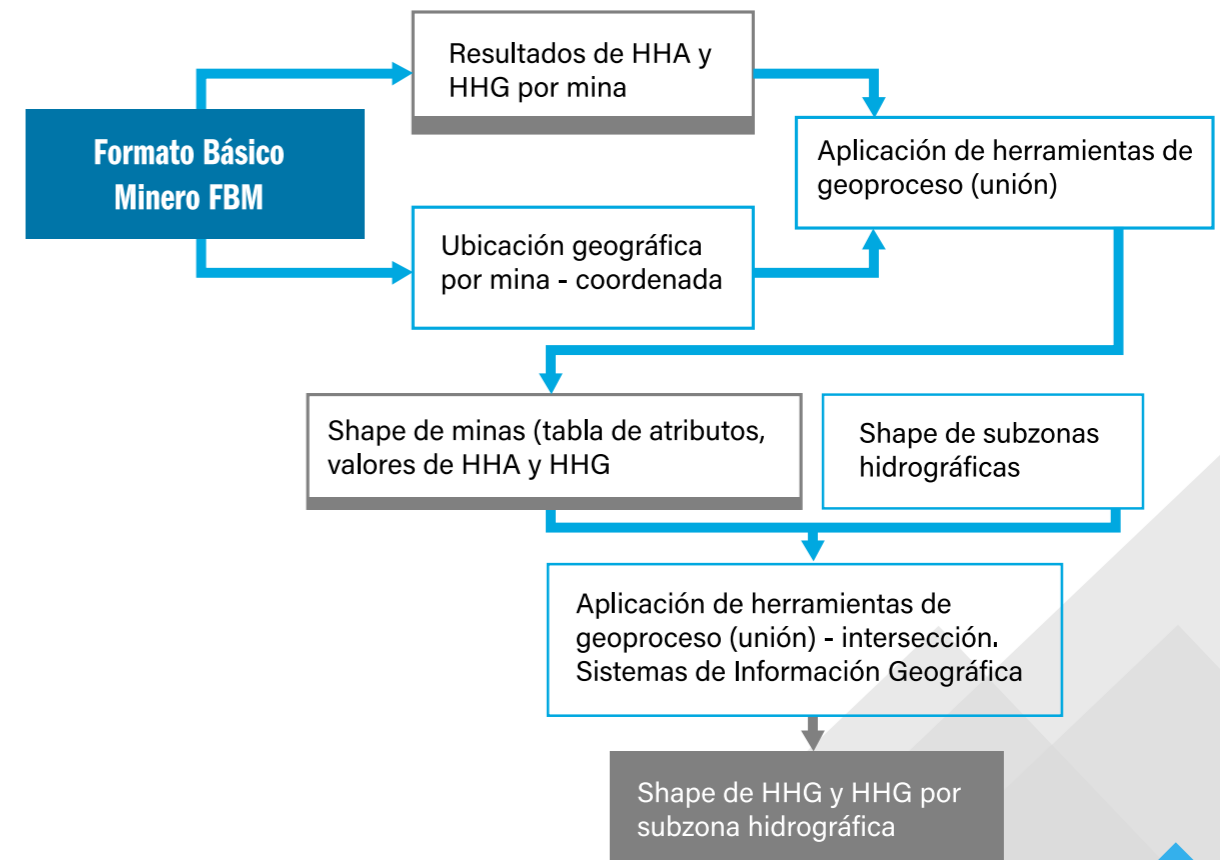 Resultados de HHA y
HHG por mina
Formato Básico
Minero FBM
Aplicación de herramientas de
geoproceso (unión)
Ubicación geográfica
por mina - coordenada
Shape de minas (tabla de atributos,
valores de HHA y HHG
Shape de subzonas
hidrográficas
Aplicación de herramientas de
geoproceso (unión) - intersección.
Sistemas de Información Geográfica
Shape de HHG y HHG por
subzona hidrográfica